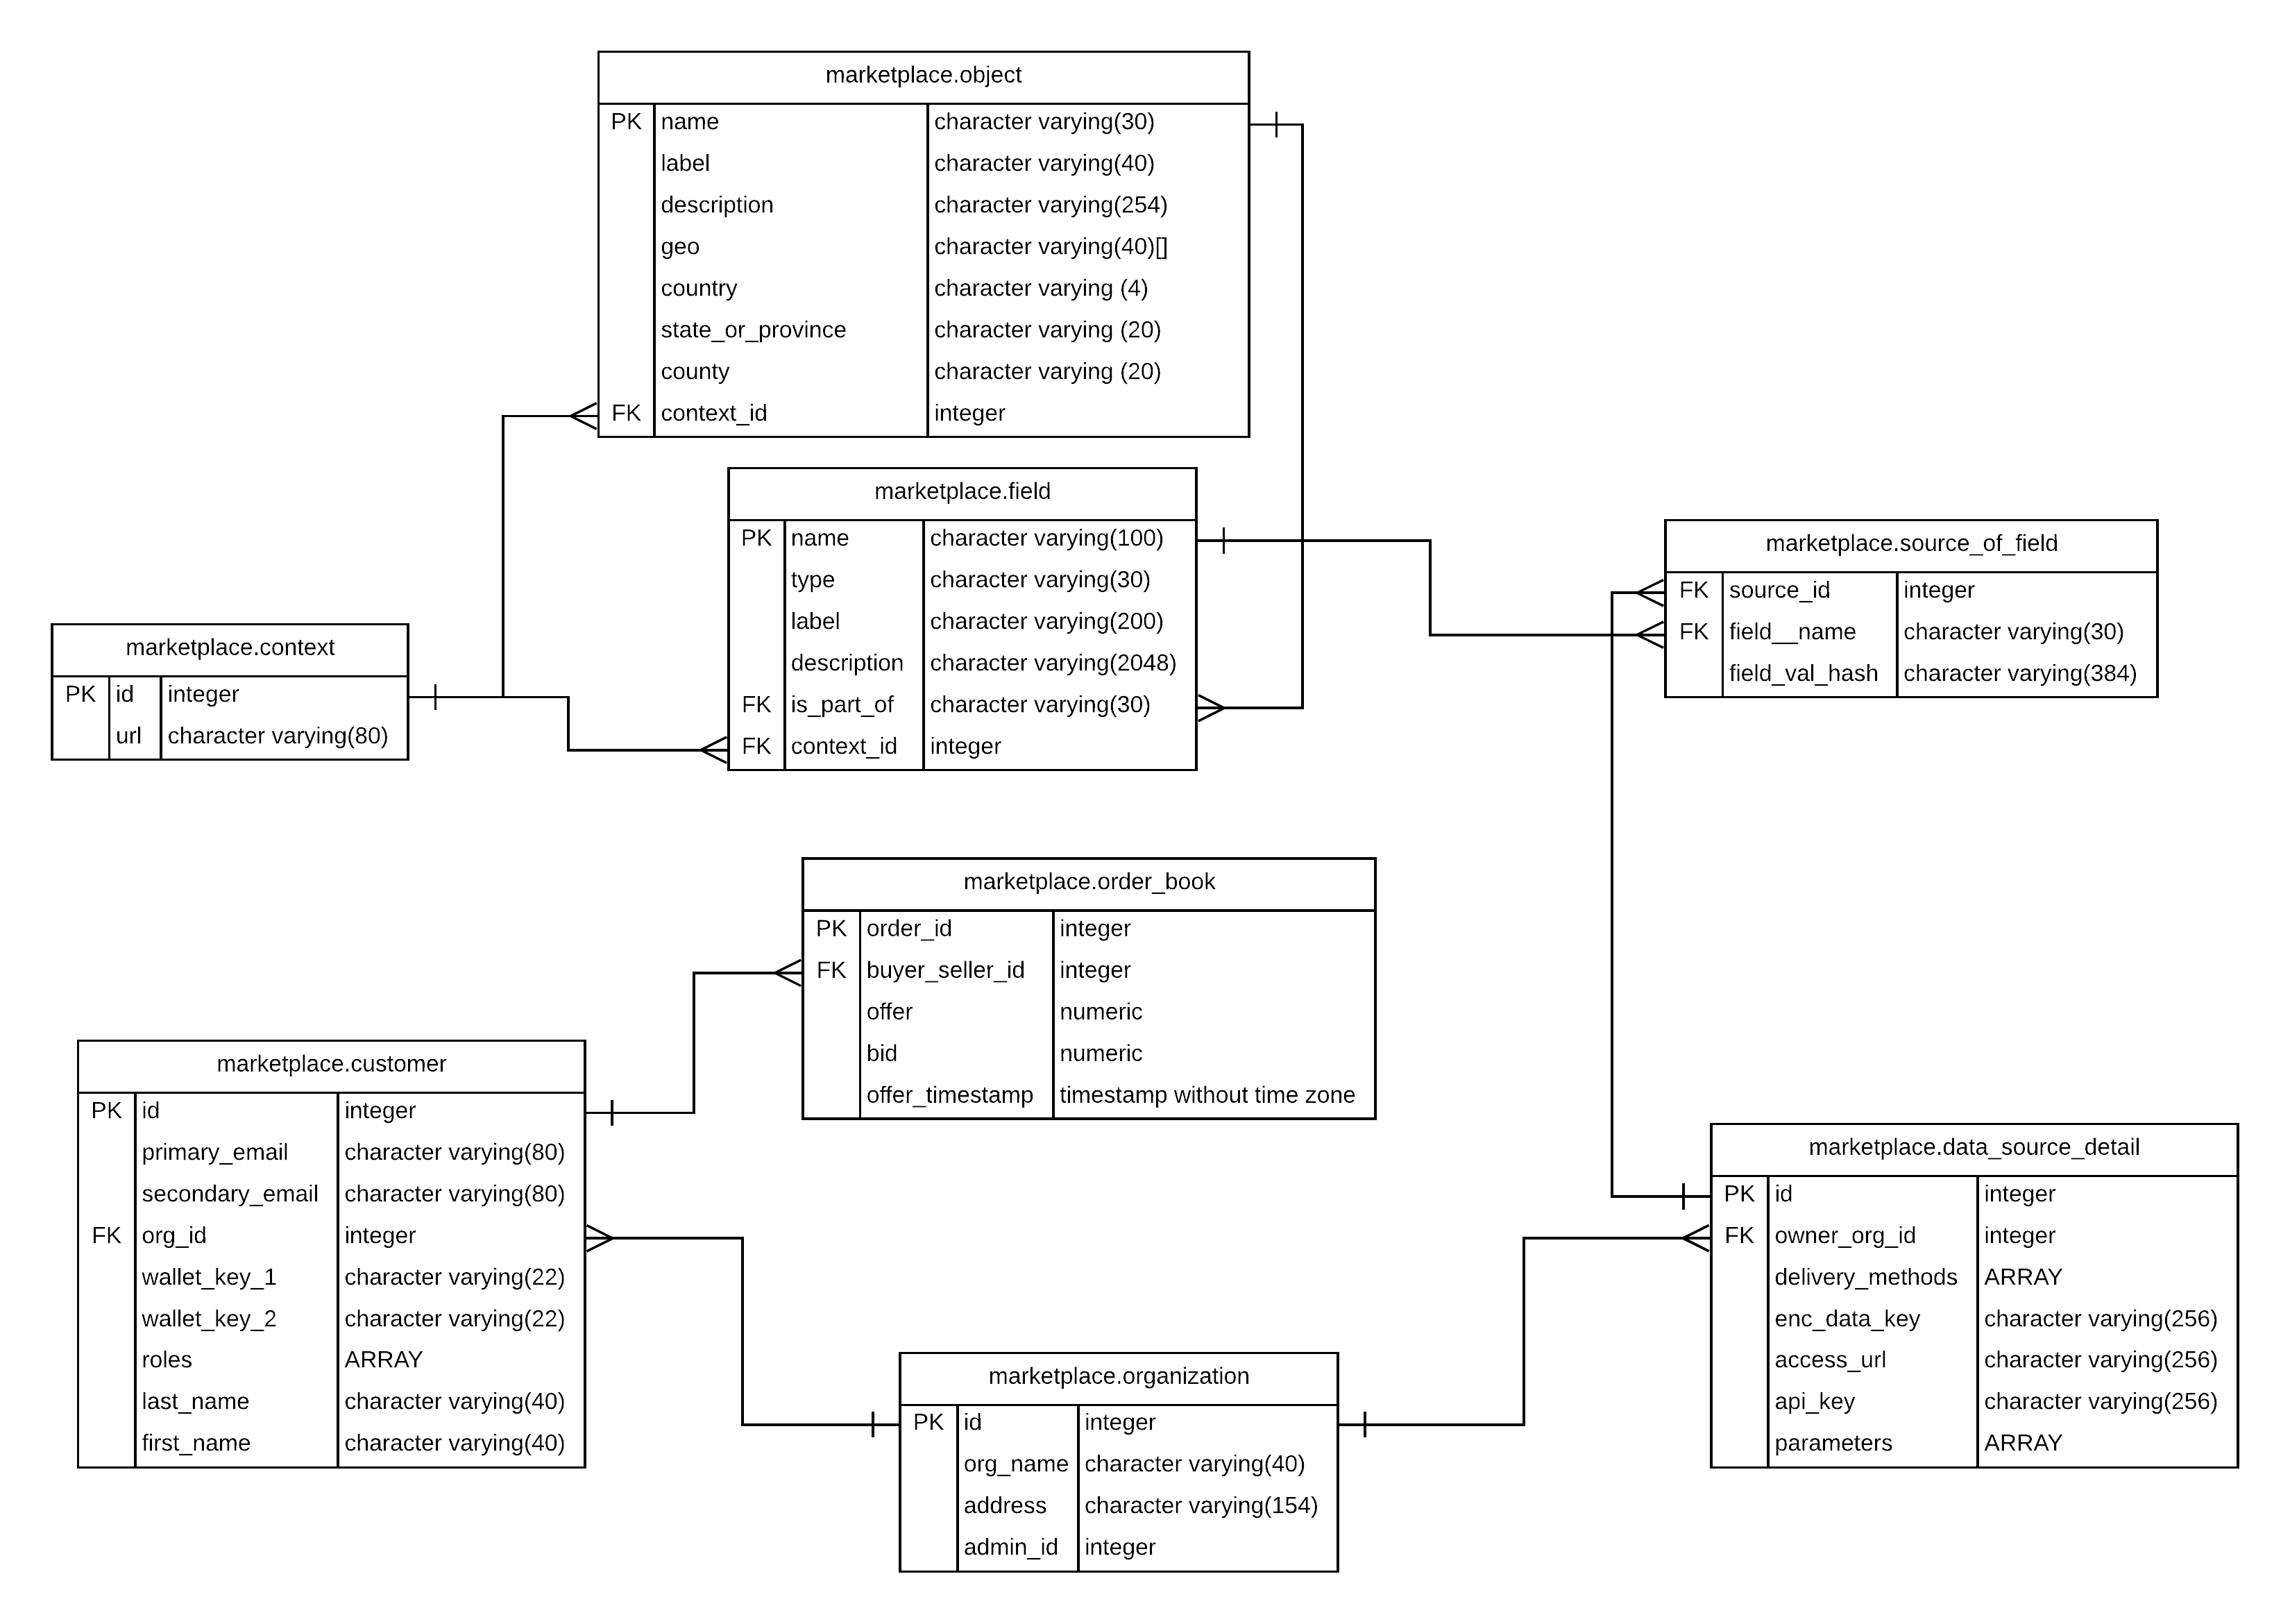 marketplace.object
PK name character varying(30)
label character varying(40)
description character varying(254)
geo character varying(40)[]
country character varying (4)
state_or_province character varying (20)
county character varying (20)
FK context_id integer
marketplace.field
PK name character varying(100)
type character varying(30)
label character varying(200)
description character varying(2048)
FK is_part_of character varying(30)
FK context_id integer
marketplace.source_of_field
FK source_id integer
FK field__name character varying(30)
field_val_hash character varying(384)
marketplace.context
PK id integer
url character varying(80)
marketplace.order_book
PK order_id integer
FK buyer_seller_id integer
offer numeric
bid numeric
offer_timestamp timestamp without time zone
marketplace.customer
PK id integer
primary_email character varying(80)
secondary_email character varying(80)
FK org_id integer
wallet_key_1 character varying(22)
wallet_key_2 character varying(22)
roles ARRAY
last_name character varying(40)
first_name character varying(40)
marketplace.data_source_detail
PK id integer
FK owner_org_id integer
delivery_methods ARRAY
enc_data_key character varying(256)
access_url character varying(256)
api_key character varying(256)
parameters ARRAY
marketplace.organization
PK id integer
org_name character varying(40)
address character varying(154)
admin_id integer